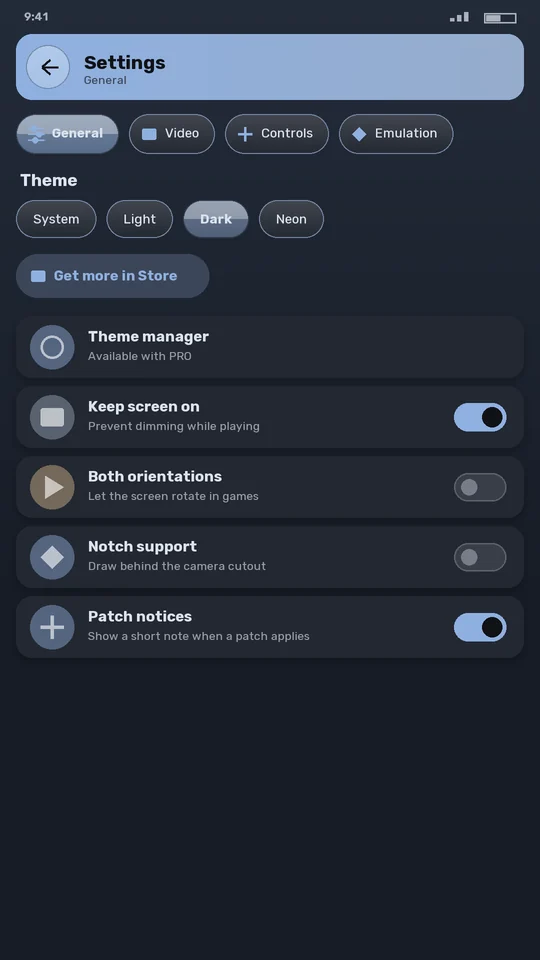 9:41
Settings
General
General
Video
Controls
Emulation
Theme
System
Light
Dark
Neon
Get more in Store
Theme manager
Available with PRO
Keep screen on
Prevent dimming while playing
Both orientations
Let the screen rotate in games
Notch support
Draw behind the camera cutout
Patch notices
Show a short note when a patch applies